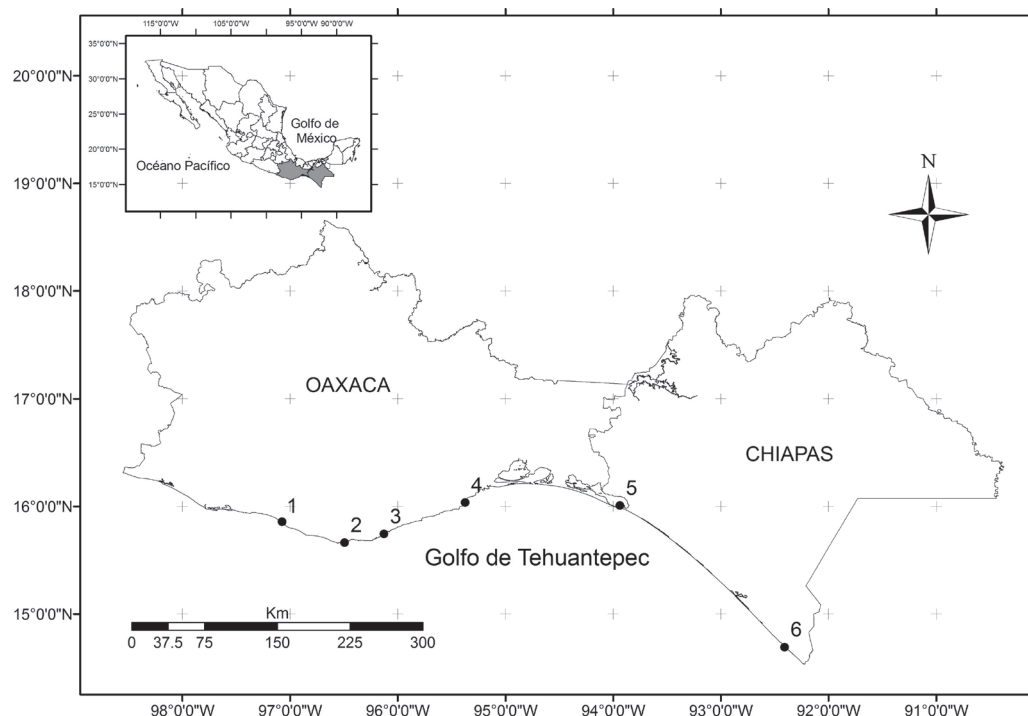 115°0'0"W
105°0'0"W
95°0'0"W
90°0'0"W
35°0'0"N
30°0'0"N
25°0'0"N
20°0'0"N
15°0'0"N
Golfo de
México
Océano Pacífico
20°0'0"N
19°0'0"N
18°0'0"N
17°0'0"N
16°0'0"N
15°0'0"N
N
OAXACA
CHIAPAS
1
2
3
4
5
6
Golfo de Tehuantepec
Km
0 37.5 75 150 225 300
98°0'0"W 97°0'0"W 96°0'0"W 95°0'0"W 94°0'0"W 93°0'0"W 92°0'0"W 91°0'0"W